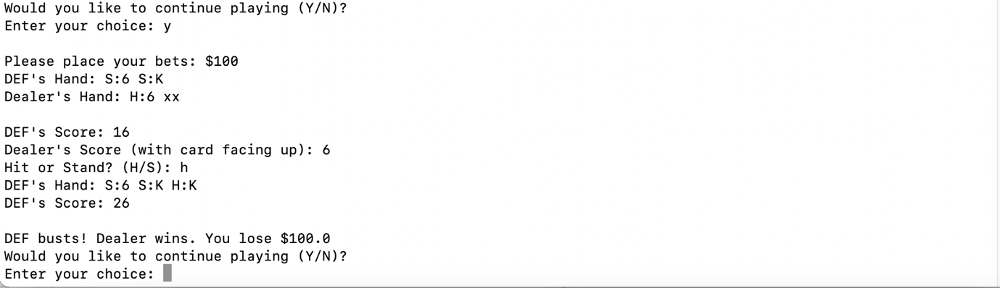 Would you like to continue playing (Y/N)?
Enter your choice: y
Please place your bets: $100
DEF's Hand: S:6 S:K
Dealer's Hand: H:6 xx
DEF's Score: 16
Dealer's Score (with card facing up): 6
Hit or Stand? (H/S): h
DEF's Hand: S:6 S:K H:K
DEF's Score: 26
DEF busts! Dealer wins. You lose $100.0
Would you like to continue playing (Y/N)?
Enter your choice: